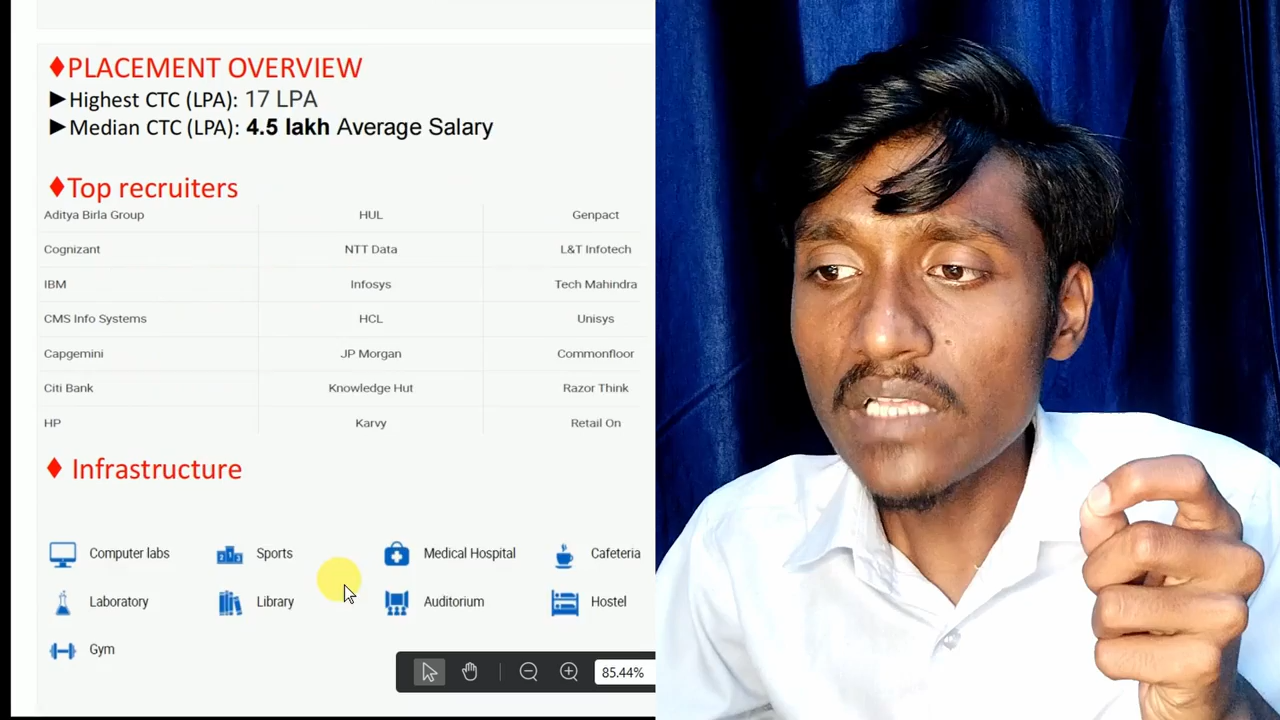 ♦PLACEMENT OVERVIEW
►Highest CTC (LPA): 17 LPA
►Median CTC (LPA): 4.5 lakh Average Salary
♦Top recruiters
Aditya Birla Group HUL Genpact
Cognizant NTT Data L&T Infotech
IBM Infosys Tech Mahindra
CMS Info Systems HCL Unisys
Capgemini JP Morgan Commonfloor
Citi Bank Knowledge Hut Razor Think
HP Karvy Retail On
♦ Infrastructure
Computer labs Sports Medical Hospital Cafeteria
Laboratory Library Auditorium Hostel
Gym
85.44%